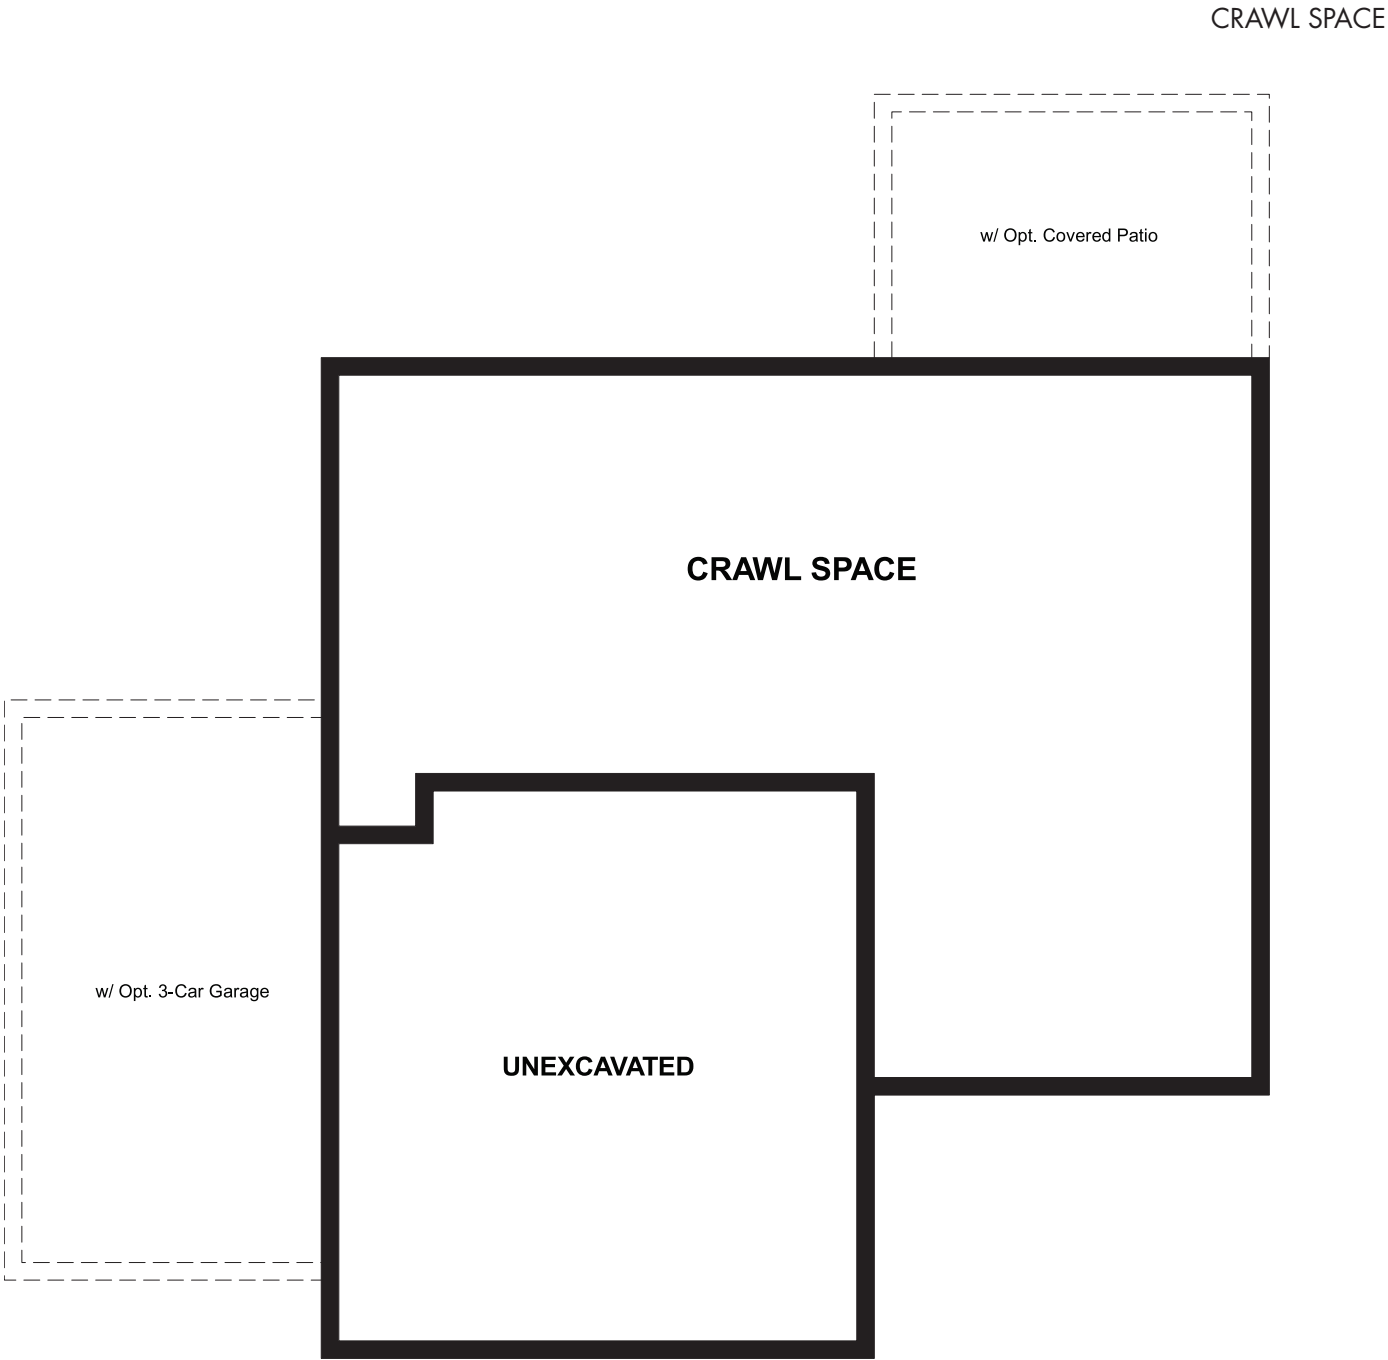 CRAWL SPACE
w/ Opt. Covered Patio
CRAWL SPACE
w/ Opt. 3-Car Garage
UNEXCAVATED